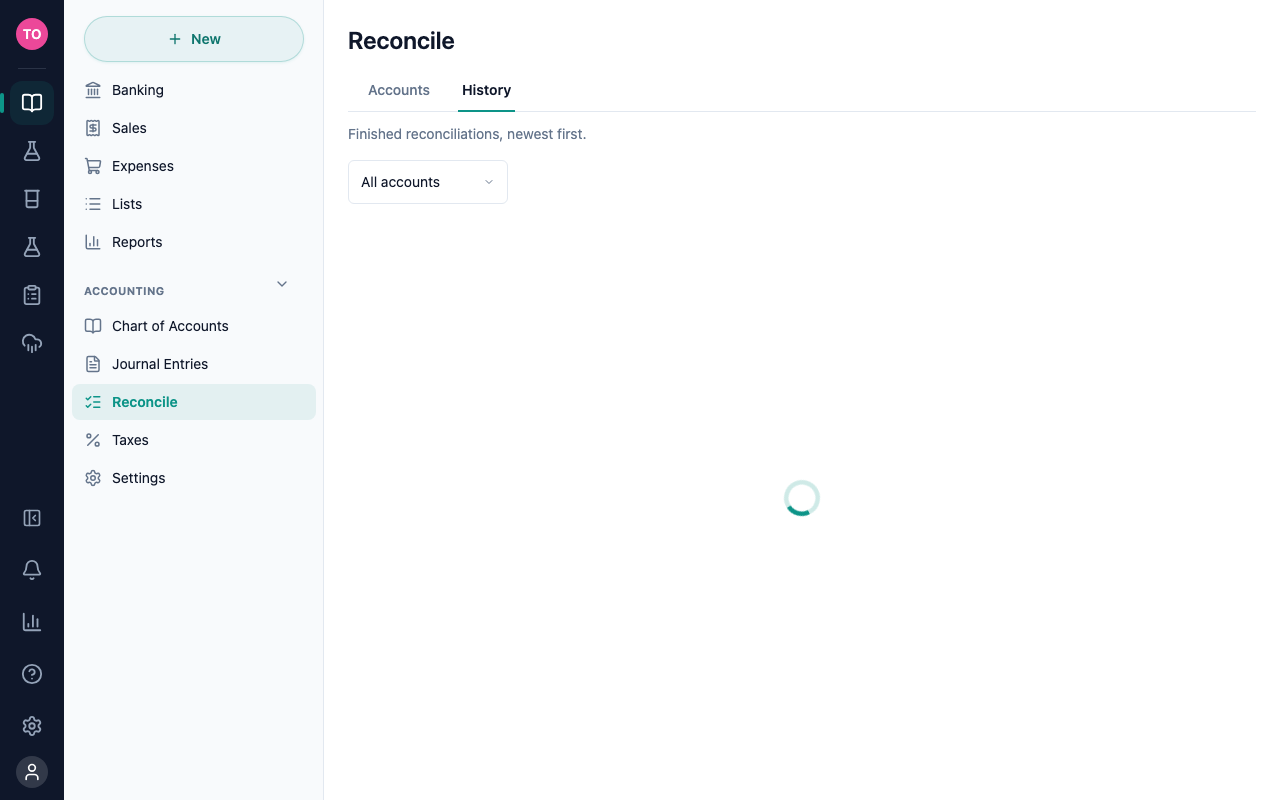 TO
New
Banking
Sales
Expenses
Lists
Reports
ACCOUNTING
Chart of Accounts
Journal Entries
Reconcile
Taxes
Settings
Reconcile
Accounts
History
Finished reconciliations, newest first.
All accounts